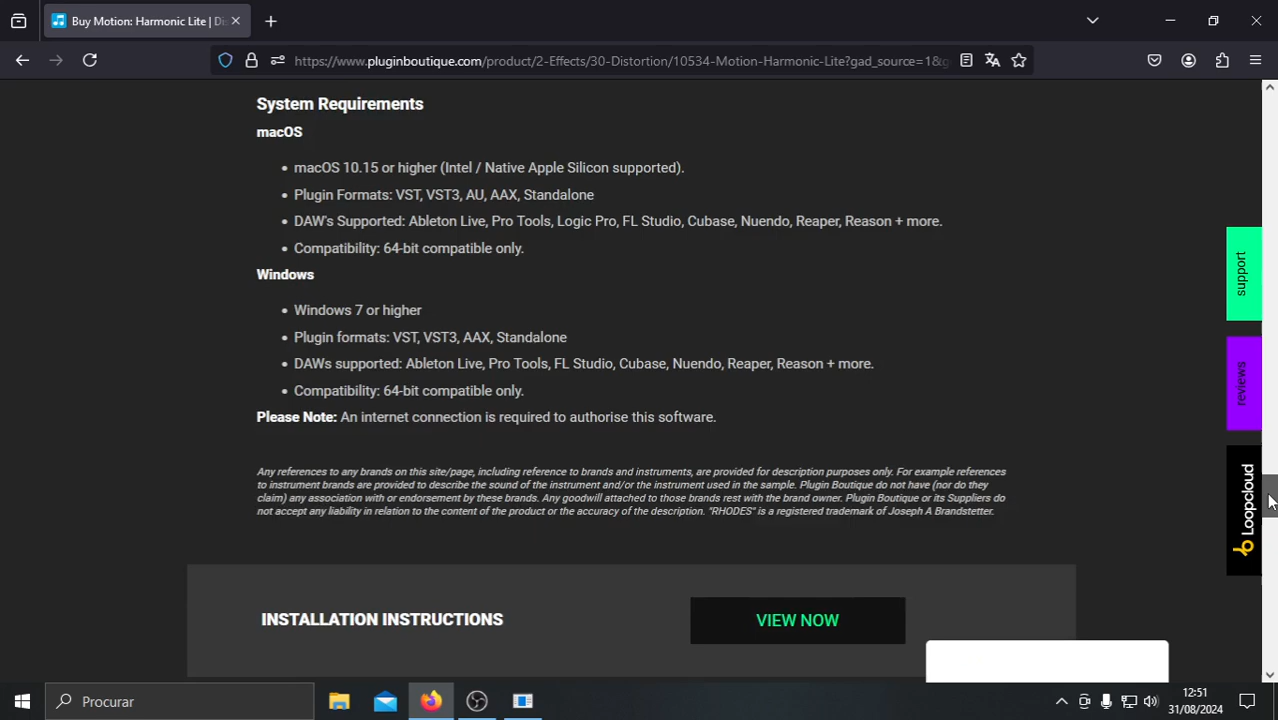 Buy Motion: Harmonic Lite | Dis
https://www.pluginboutique.com/product/2-Effects/30-Distortion/10534-Motion-Harmonic-Lite?gad_source=1&g
System Requirements
macOS
macOS 10.15 or higher (Intel / Native Apple Silicon supported).
Plugin Formats: VST, VST3, AU, AAX, Standalone
DAW's Supported: Ableton Live, Pro Tools, Logic Pro, FL Studio, Cubase, Nuendo, Reaper, Reason + more.
Compatibility: 64-bit compatible only.
Windows
Windows 7 or higher
Plugin formats: VST, VST3, AAX, Standalone
DAWs supported: Ableton Live, Pro Tools, FL Studio, Cubase, Nuendo, Reaper, Reason + more.
Compatibility: 64-bit compatible only.
Please Note: An internet connection is required to authorise this software.
Any references to any brands on this site/page, including reference to brands and instruments, are provided for description purposes only. For example references
to instrument brands are provided to describe the sound of the instrument and/or the instrument used in the sample. Plugin Boutique do not have (nor do they
claim) any association with or endorsement by these brands. Any goodwill attached to those brands rest with the brand owner. Plugin Boutique or its Suppliers do
not accept any liability in relation to the content of the product or the accuracy of the description. "RHODES" is a registered trademark of Joseph A Brandstetter.
support
reviews
Loopcloud
INSTALLATION INSTRUCTIONS
VIEW NOW
Procurar
12:51
31/08/2024